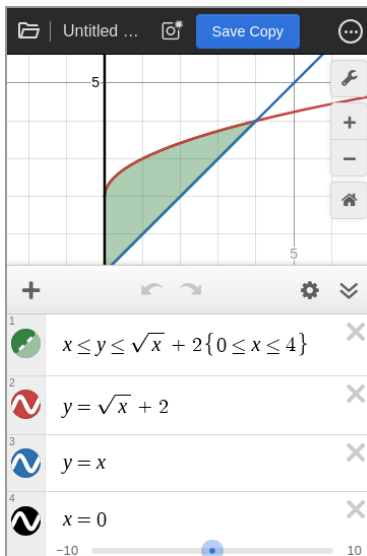 Untitled ...
Save Copy
5
5
1
x ≤ y ≤ √x + 2{0 ≤ x ≤ 4}
2
y = √x + 2
3
y = x
4
x = 0
−10
10